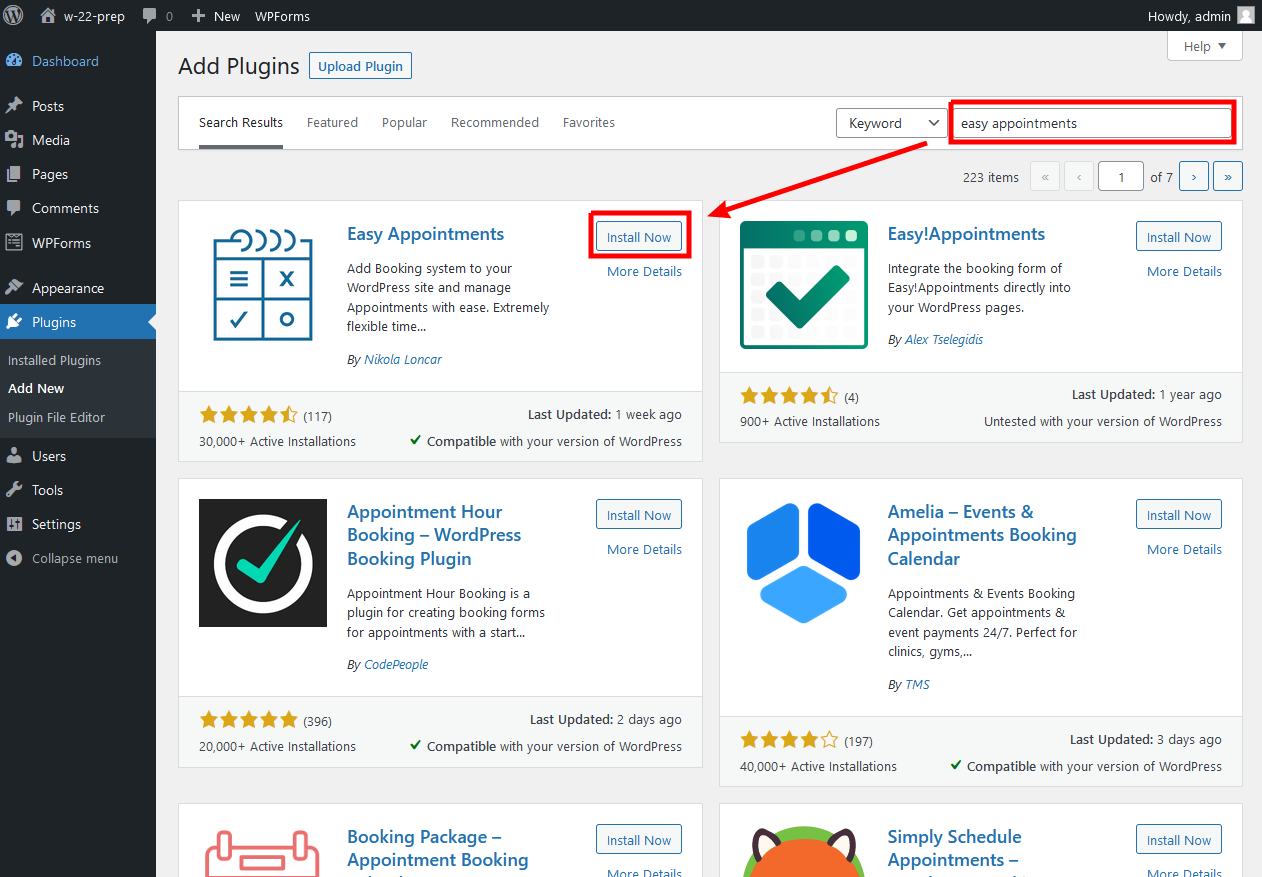 w-22-prep 0 New WPForms Howdy, admin
Dashboard
Posts
Media
Pages
Comments
WPForms
Appearance
Plugins
Installed Plugins
Add New
Plugin File Editor
Users
Tools
Settings
Collapse menu
Help
Add Plugins Upload Plugin
Search Results Featured Popular Recommended Favorites Keyword easy appointments
223 items « ‹ 1 of 7 › »
Easy Appointments
Install Now
More Details
Add Booking system to your
WordPress site and manage
Appointments with ease. Extremely
flexible time...
By Nikola Loncar
(117)
Last Updated: 1 week ago
30,000+ Active Installations
Compatible with your version of WordPress
Easy!Appointments
Install Now
More Details
Integrate the booking form of
Easy!Appointments directly into
your WordPress pages.
By Alex Tselegidis
(4)
Last Updated: 1 year ago
900+ Active Installations
Untested with your version of WordPress
Appointment Hour
Booking – WordPress
Booking Plugin
Install Now
More Details
Appointment Hour Booking is a
plugin for creating booking forms
for appointments with a start...
By CodePeople
(396)
Last Updated: 2 days ago
20,000+ Active Installations
Compatible with your version of WordPress
Amelia – Events &
Appointments Booking
Calendar
Install Now
More Details
Appointments & Events Booking
Calendar. Get appointments &
event payments 24/7. Perfect for
clinics, gyms,...
By TMS
(197)
Last Updated: 3 days ago
40,000+ Active Installations
Compatible with your version of WordPress
Booking Package –
Appointment Booking
Install Now
More Details
Simply Schedule
Appointments –
Install Now
More Details